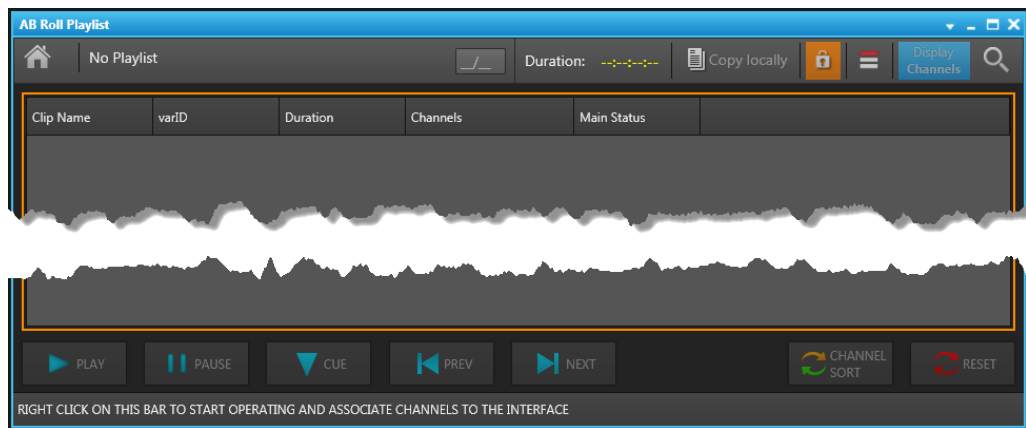 AB Roll Playlist
No Playlist
_/_
Duration: --:--:--:--
Copy locally
Display
Channels
Clip Name varID Duration Channels Main Status
PLAY PAUSE CUE PREV NEXT CHANNEL SORT RESET
RIGHT CLICK ON THIS BAR TO START OPERATING AND ASSOCIATE CHANNELS TO THE INTERFACE